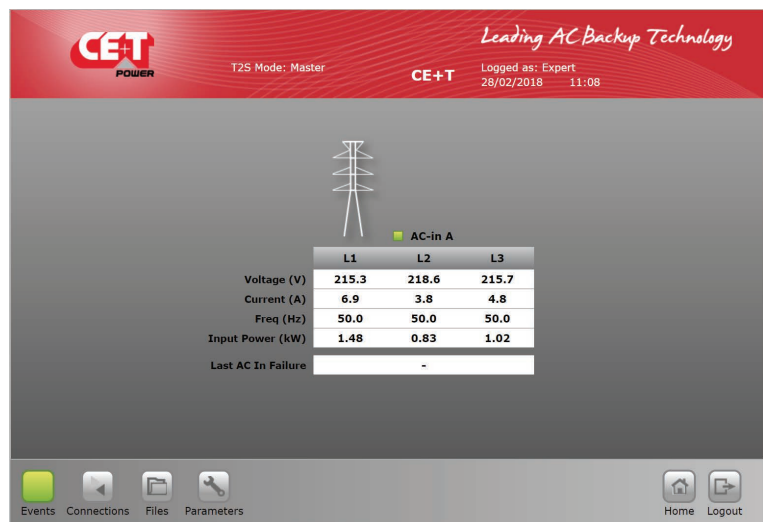 CE+T
POWER
Leading AC Backup Technology
T2S Mode: Master
CE+T
Logged as: Expert
28/02/2018 11:08
AC-in A
L1 L2 L3
Voltage (V) 215.3 218.6 215.7
Current (A) 6.9 3.8 4.8
Freq (Hz) 50.0 50.0 50.0
Input Power (kW) 1.48 0.83 1.02
Last AC In Failure -
Events Connections Files Parameters Home Logout